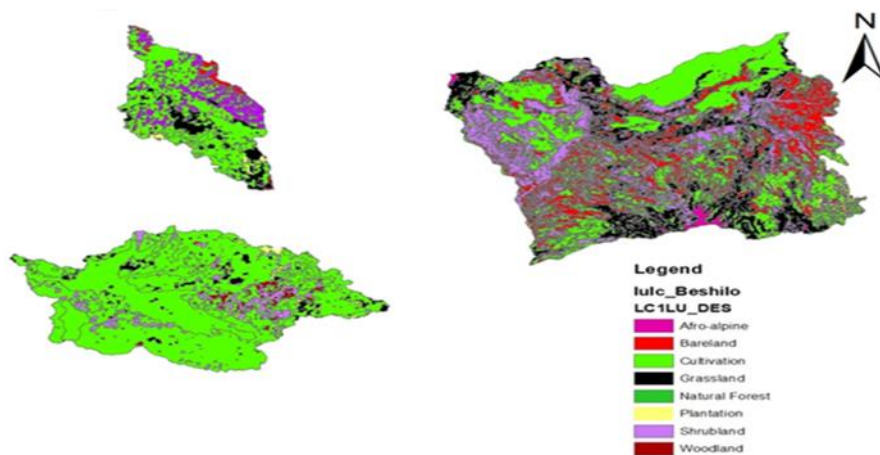 N
Legend
lulc_Beshilo
LC1LU_DES
Afro-alpine
Bareland
Cultivation
Grassland
Natural Forest
Plantation
Shrubland
Woodland